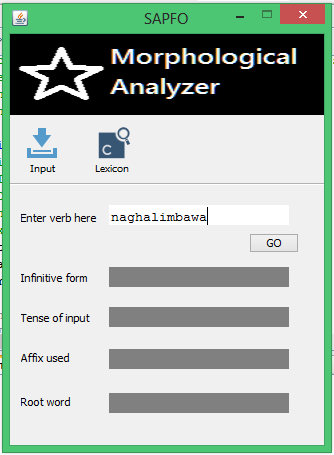 SAPFO
Morphological
Analyzer
Input
Lexicon
C
Enter verb here
naghalimbawa
GO
Infinitive form
Tense of input
Affix used
Root word